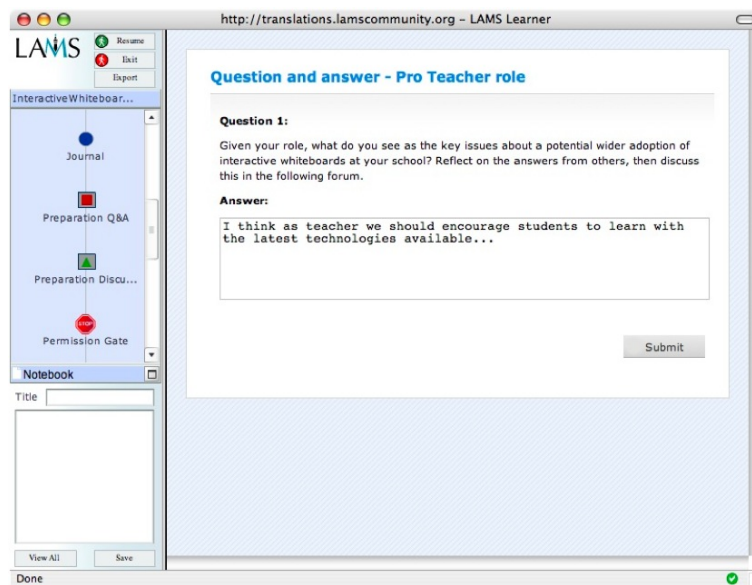 http://translations.lamscommunity.org – LAMS Learner
LAMS
Resume
Exit
Export
InteractiveWhiteboar...
Journal
Preparation Q&A
Preparation Discu...
STOP
Permission Gate
Notebook
Title
View All
Save
Question and answer - Pro Teacher role
Question 1:
Given your role, what do you see as the key issues about a potential wider adoption of
interactive whiteboards at your school? Reflect on the answers from others, then discuss
this in the following forum.
Answer:
I think as teacher we should encourage students to learn with
the latest technologies available...
Submit
Done